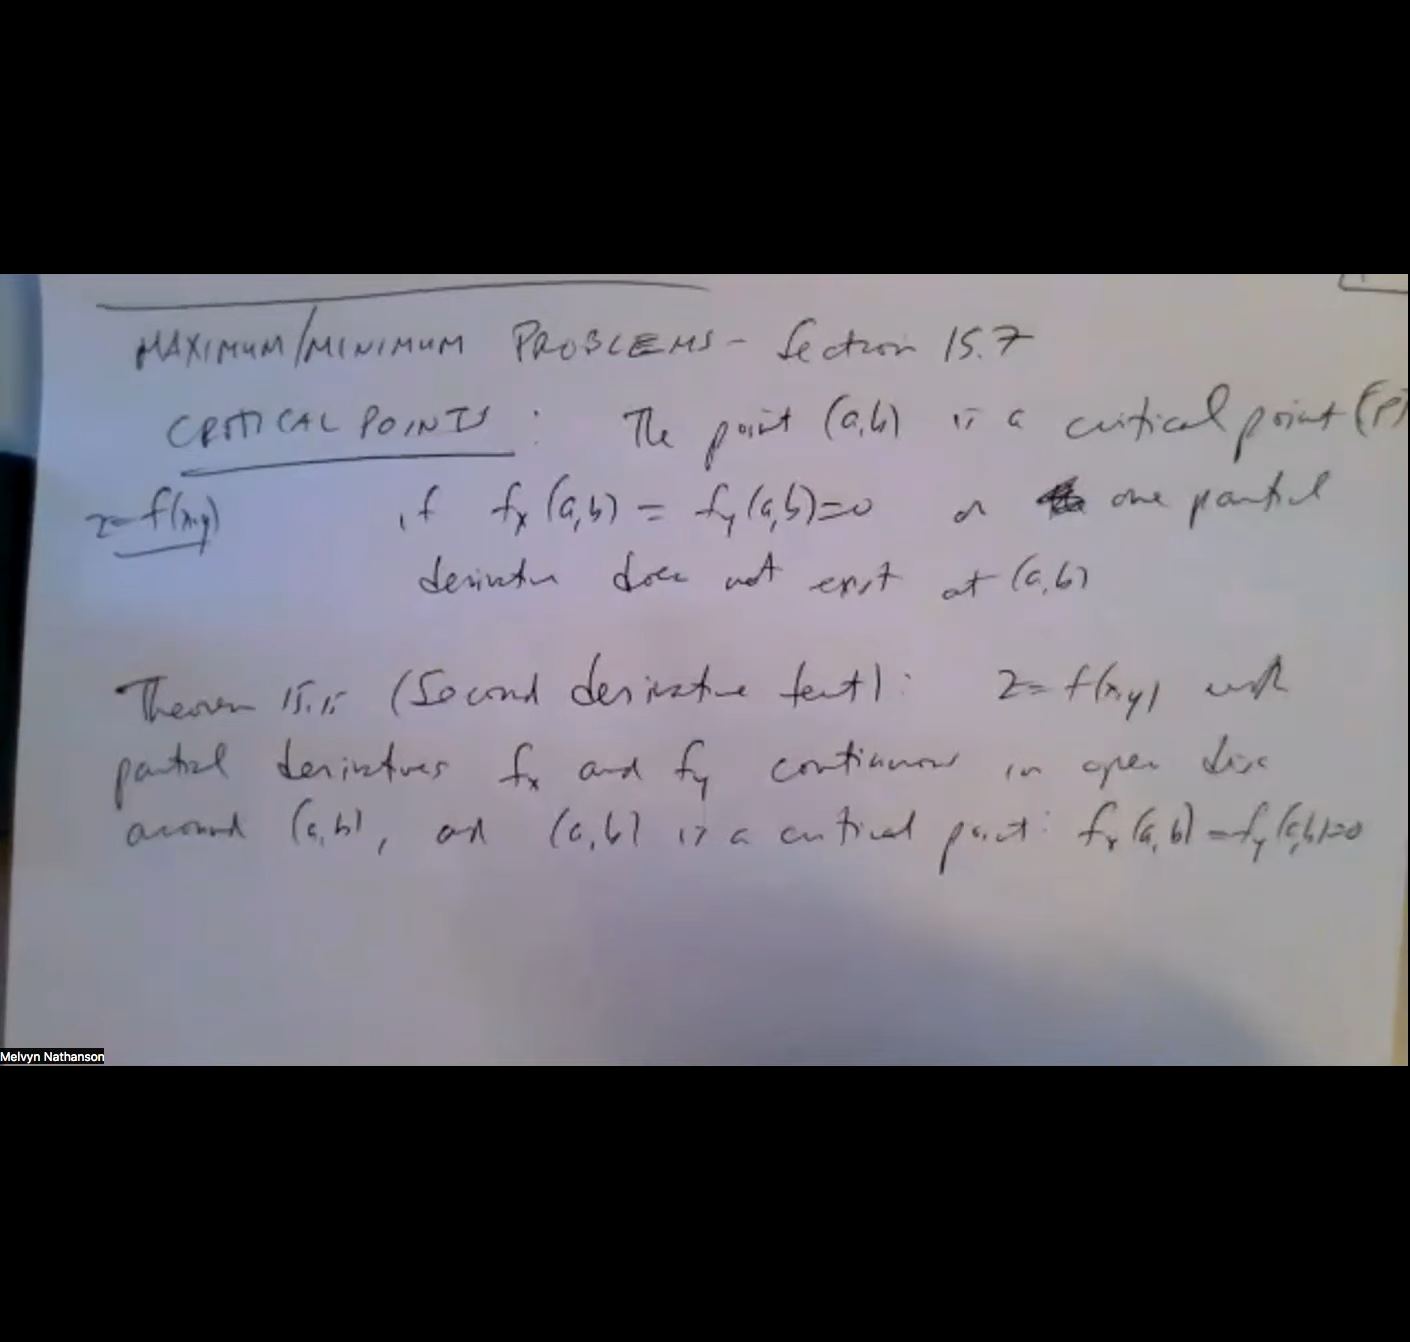 MAXIMUM/MINIMUM PROBLEMS - Section 15.7
CRITICAL POINTS : The point (a,b) is a critical point (
z=f(x,y) if fx (a,b) = fy (a,b)=0 or one partial
derivative does not exist at (a,b)
Theorem 15.15 (Second derivative test): z=f(x,y) with
partial derivatives fx and fy continuous in open disc
around (a,b), and (a,b) is a critical point: fx (a,b) = fy (a,b)=0
Melvyn Nathanson